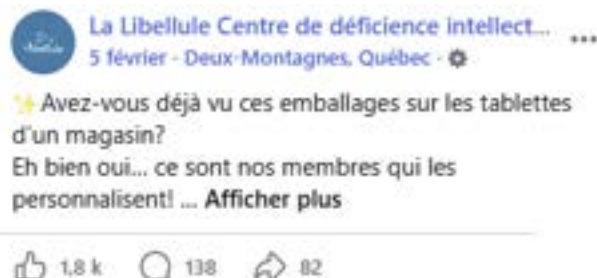 La Libellule Centre de déficience intellect...
5 février · Deux-Montagnes, Québec ·
✨ Avez-vous déjà vu ces emballages sur les tablettes
d'un magasin?
Eh bien oui... ce sont nos membres qui les
personnalisent! ... Afficher plus
1,8 k 138 82